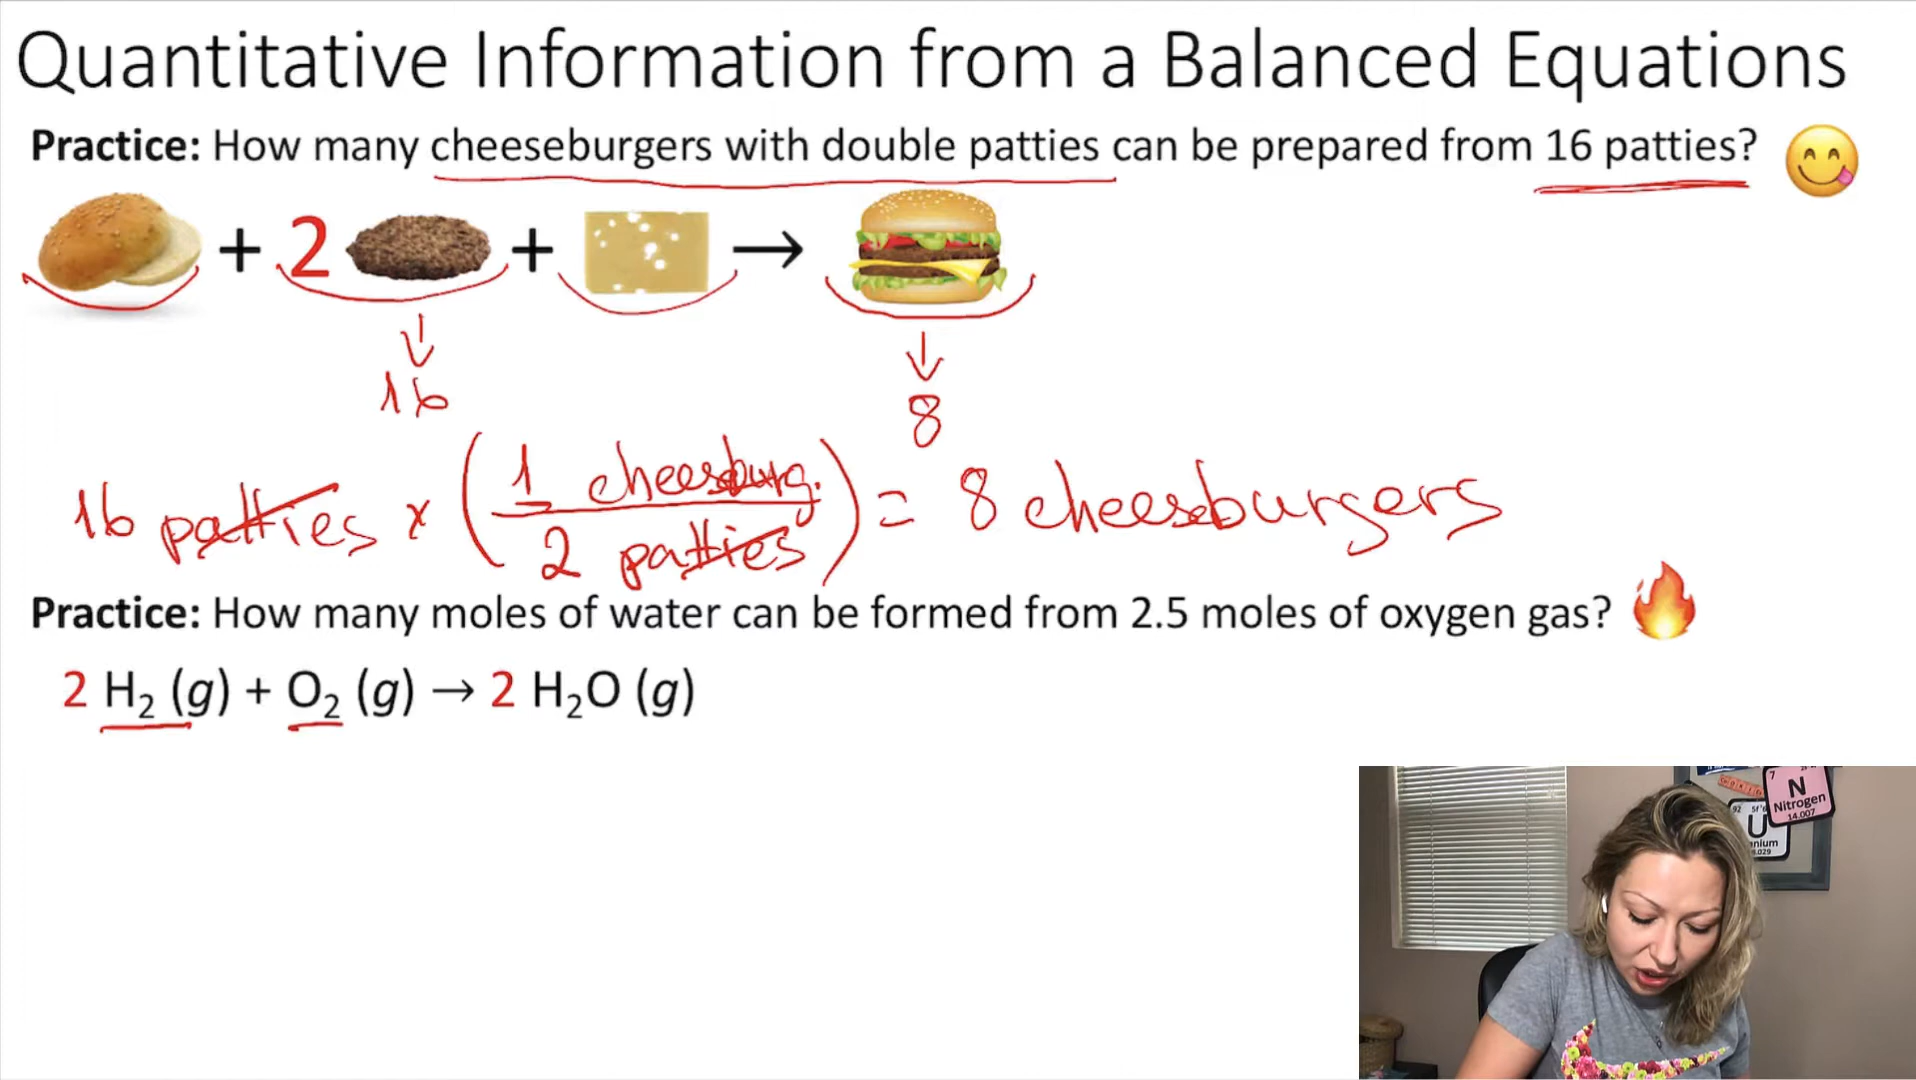 Quantitative Information from a Balanced Equations
Practice: How many cheeseburgers with double patties can be prepared from 16 patties?
+ 2 + →
16
8
16 patties × (1 cheeseburg. / 2 patties) = 8 cheeseburgers
Practice: How many moles of water can be formed from 2.5 moles of oxygen gas?
2 H₂ (g) + O₂ (g) → 2 H₂O (g)
7
N
Nitrogen
14.007
92
U